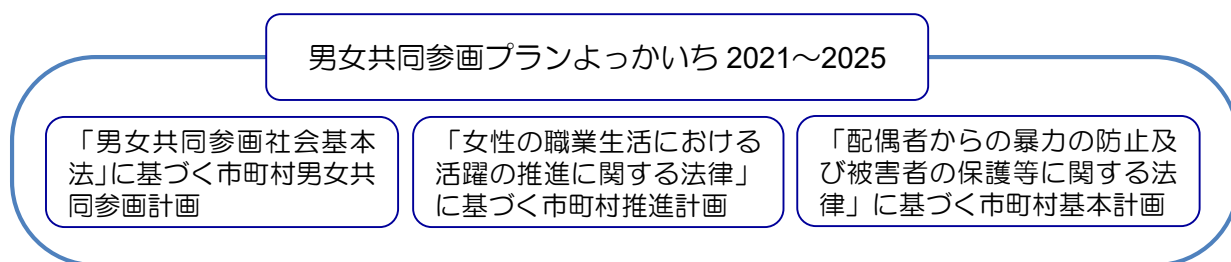 男女共同参画プランよっかいち 2021～2025
「男女共同参画社会基本
法」に基づく市町村男女共
同参画計画
「女性の職業生活における
活躍の推進に関する法律」
に基づく市町村推進計画
「配偶者からの暴力の防止及
び被害者の保護等に関する法
律」に基づく市町村基本計画